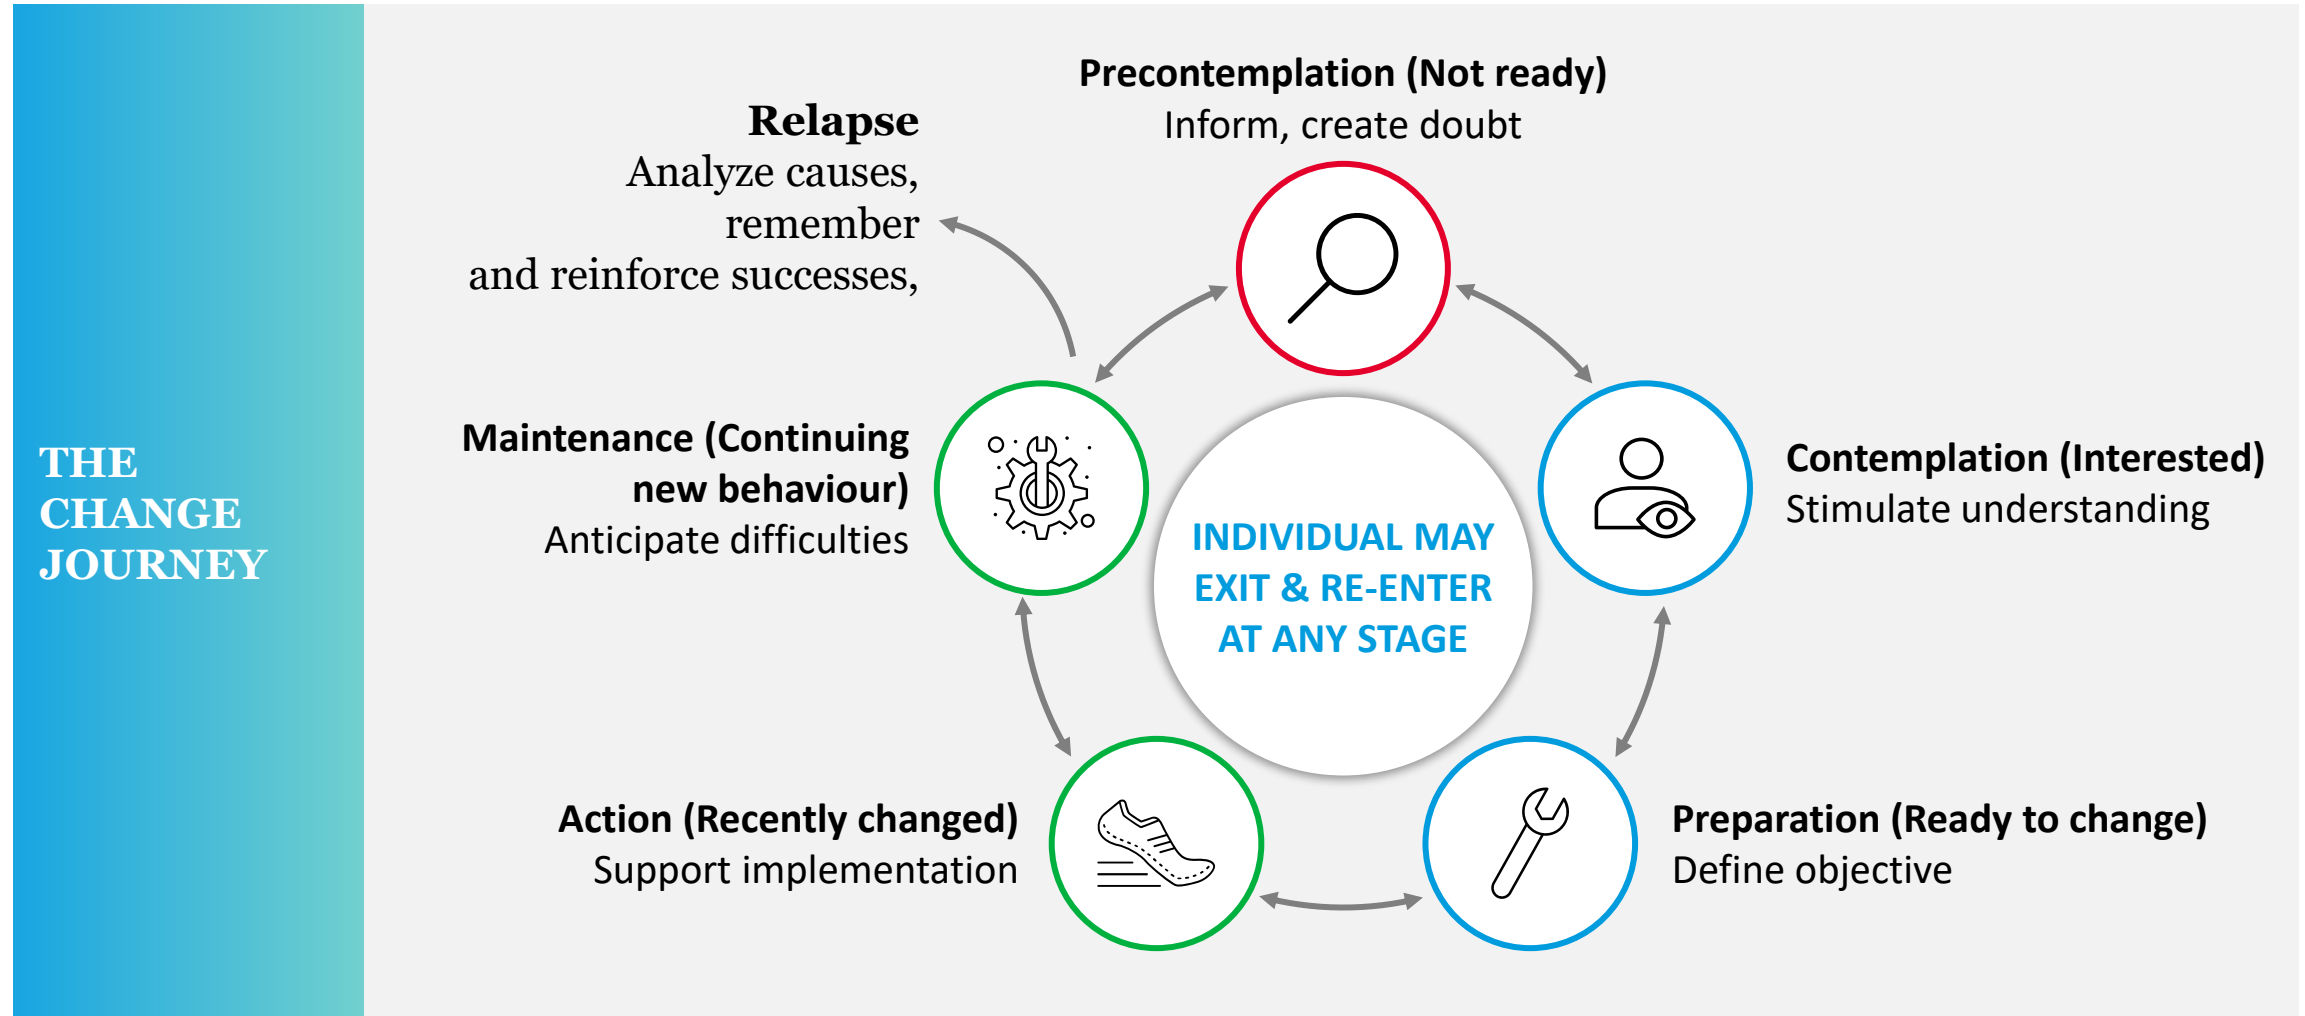 THE
CHANGE
JOURNEY
Relapse
Analyze causes,
remember
and reinforce successes,
Precontemplation (Not ready)
Inform, create doubt
Contemplation (Interested)
Stimulate understanding
Preparation (Ready to change)
Define objective
Action (Recently changed)
Support implementation
Maintenance (Continuing
new behaviour)
Anticipate difficulties
INDIVIDUAL MAY
EXIT & RE-ENTER
AT ANY STAGE